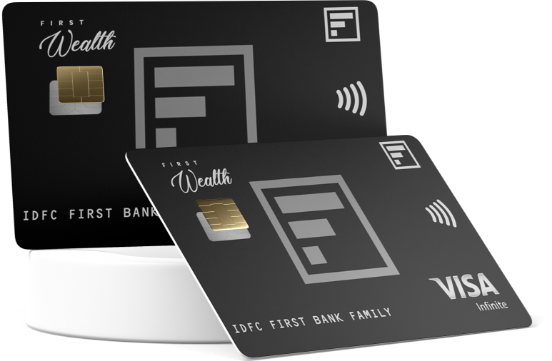 FIRST
Wealth
IDFC FIRST BANK
FIRST
Wealth
IDFC FIRST BANK FAMILY
VISA
Infinite